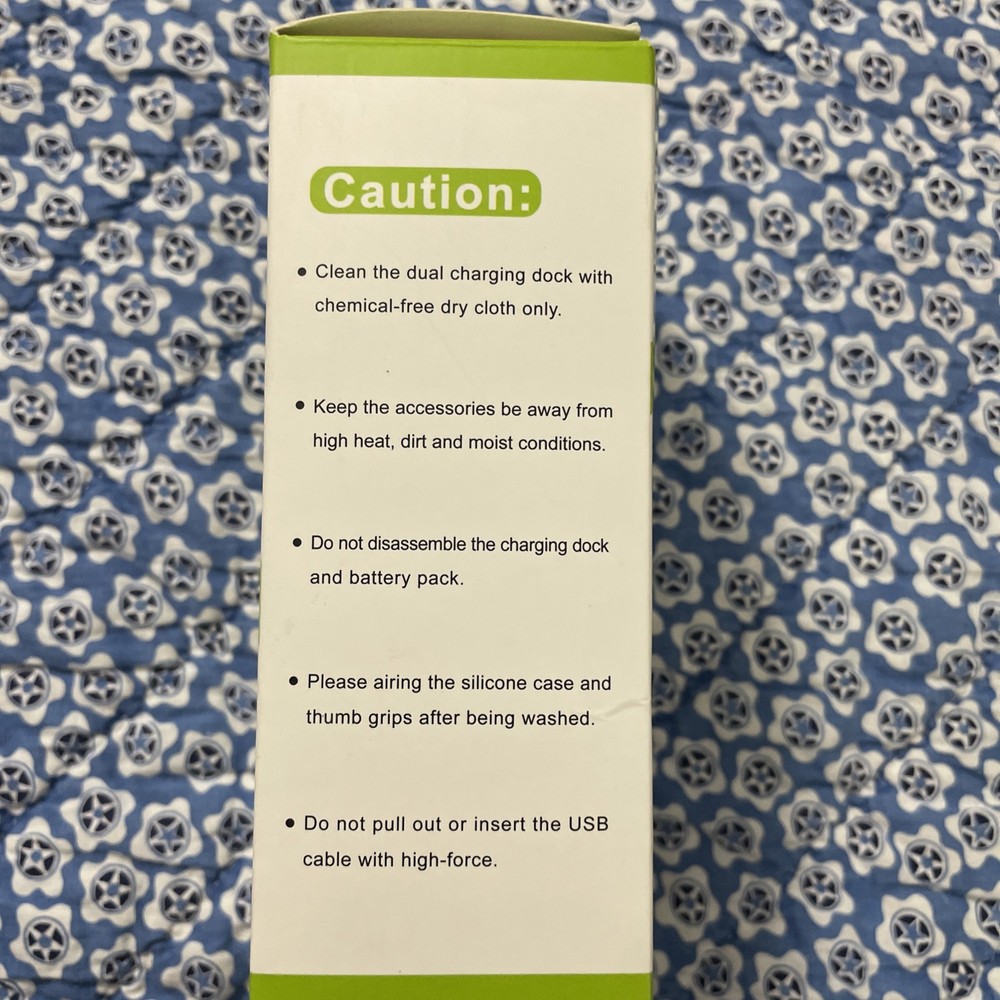 Caution:
• Clean the dual charging dock with
chemical-free dry cloth only.
• Keep the accessories be away from
high heat, dirt and moist conditions.
• Do not disassemble the charging dock
and battery pack.
• Please airing the silicone case and
thumb grips after being washed.
• Do not pull out or insert the USB
cable with high-force.